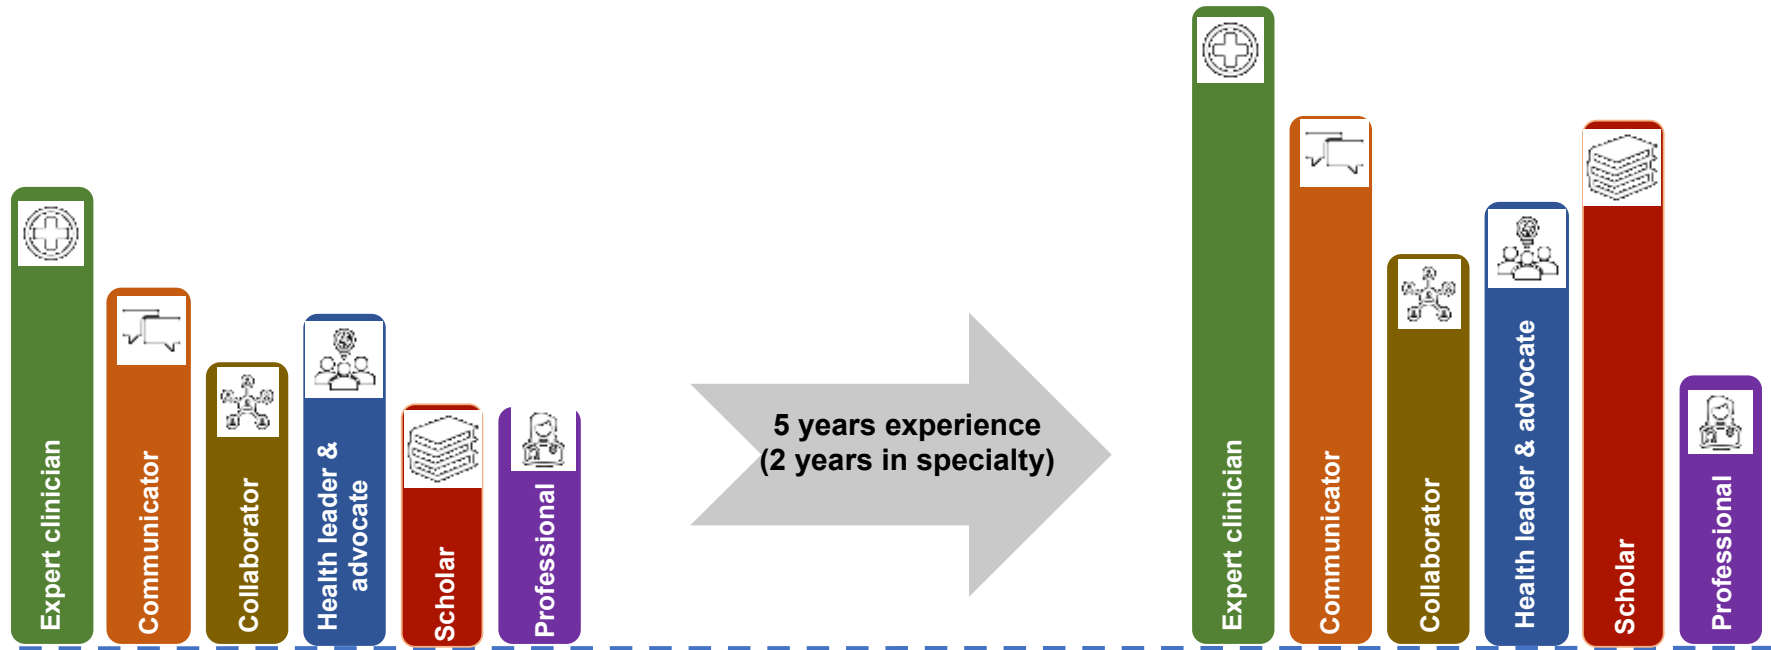 Expert clinician
Communicator
Collaborator
Health leader &
advocate
Scholar
Professional
5 years experience
(2 years in specialty)
Expert clinician
Communicator
Collaborator
Health leader & advocate
Scholar
Professional